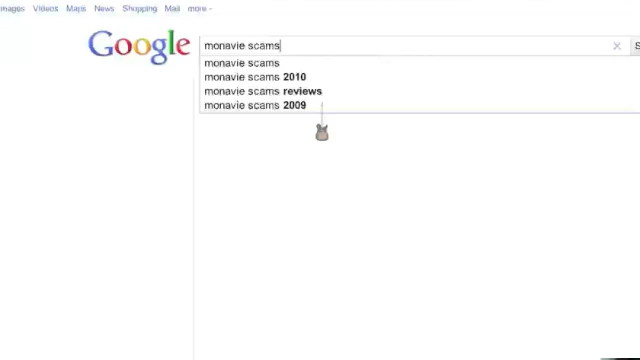 mages Videos Maps News Shopping Mail more
Google monavie scams S
monavie scams
monavie scams 2010
monavie scams reviews
monavie scams 2009